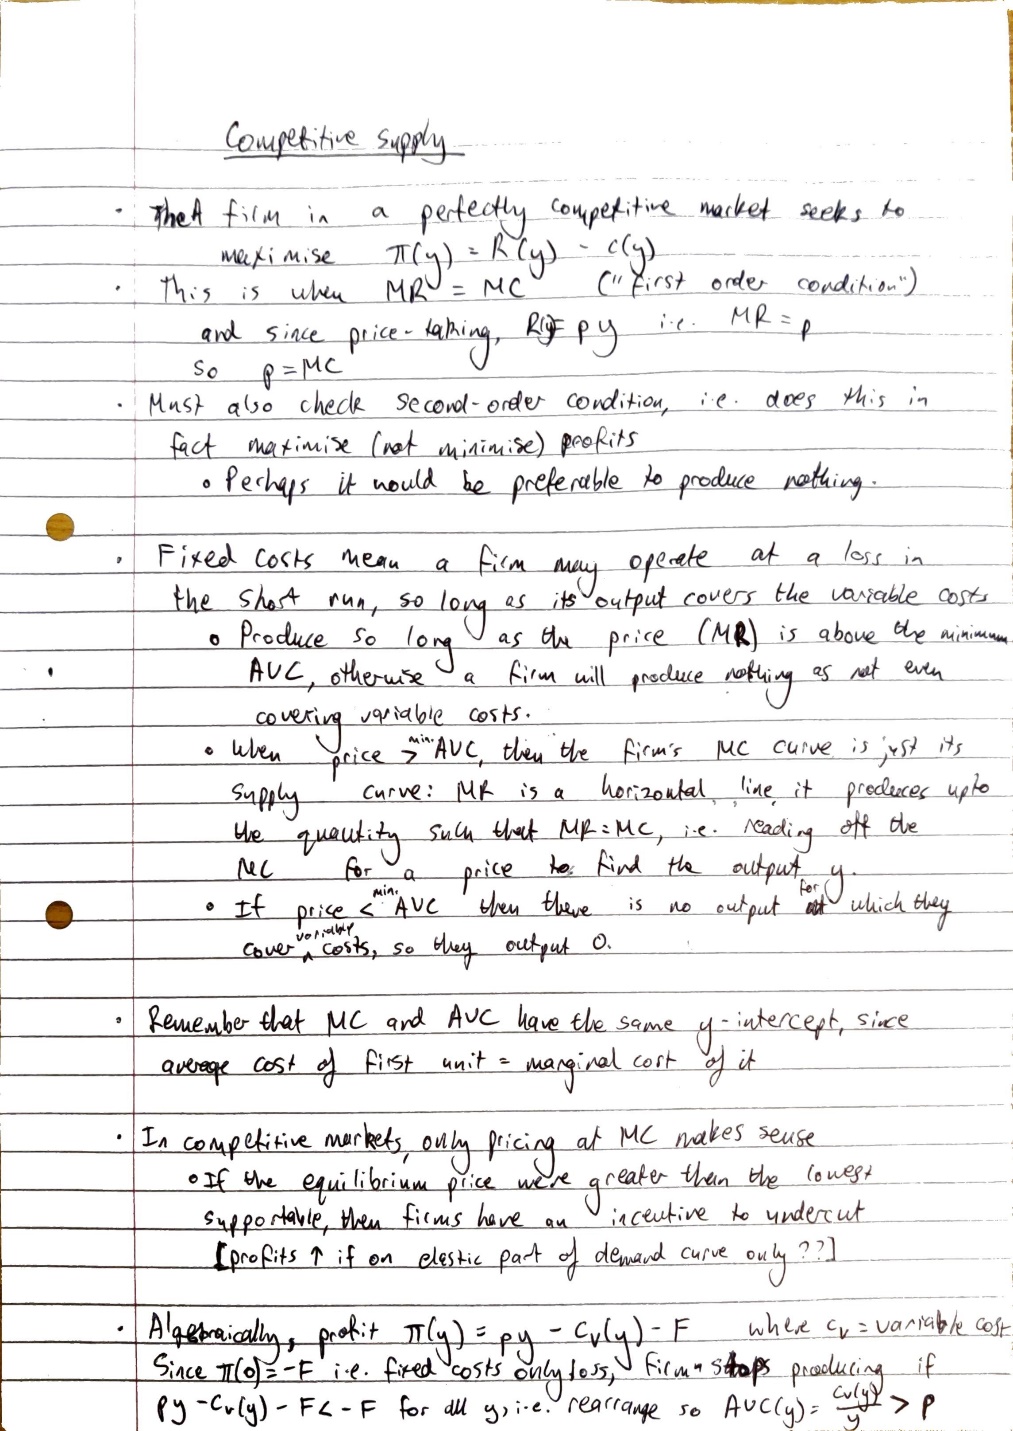 Competitive supply
· The A firm in a perfectly competitive market seeks to
maximise π(y) = R(y) - c(y)
· This is when MR = MC ("first order condition")
and since price-taking, R(y)= py i.e. MR = p
so p = MC
· Must also check second-order condition, i.e. does this in
fact maximise (not minimise) profits
∘ Perhaps it would be preferable to produce nothing.
· Fixed costs mean a firm may operate at a loss in
the short run, so long as its output covers the variable costs
∘ Produce so long as the price (MR) is above the minimum
AVC, otherwise a firm will produce nothing as not even
covering variable costs.
∘ When price > min. AVC, then the firm's MC curve is just its
supply curve: MR is a horizontal line, it produces upto
the quantity such that MR = MC, i.e. reading off the
MC for a price to find the output y.
∘ If price < min. AVC then there is no output for which they
cover variable costs, so they output 0.
· Remember that MC and AVC have the same y-intercept, since
average cost of first unit = marginal cost of it
· In competitive markets, only pricing at MC makes sense
∘ If the equilibrium price were greater than the lowest
supportable, then firms have an incentive to undercut
[profits ↑ if on elastic part of demand curve only ??]
· Algebraically, profit π(y) = py - Cv(y) - F where cv = variable cost
Since π(0) = -F i.e. fixed costs only loss, firm stops producing if
py - Cv(y) - F < -F for all y, i.e. rearrange so AVC(y) = Cv(y)/y > p